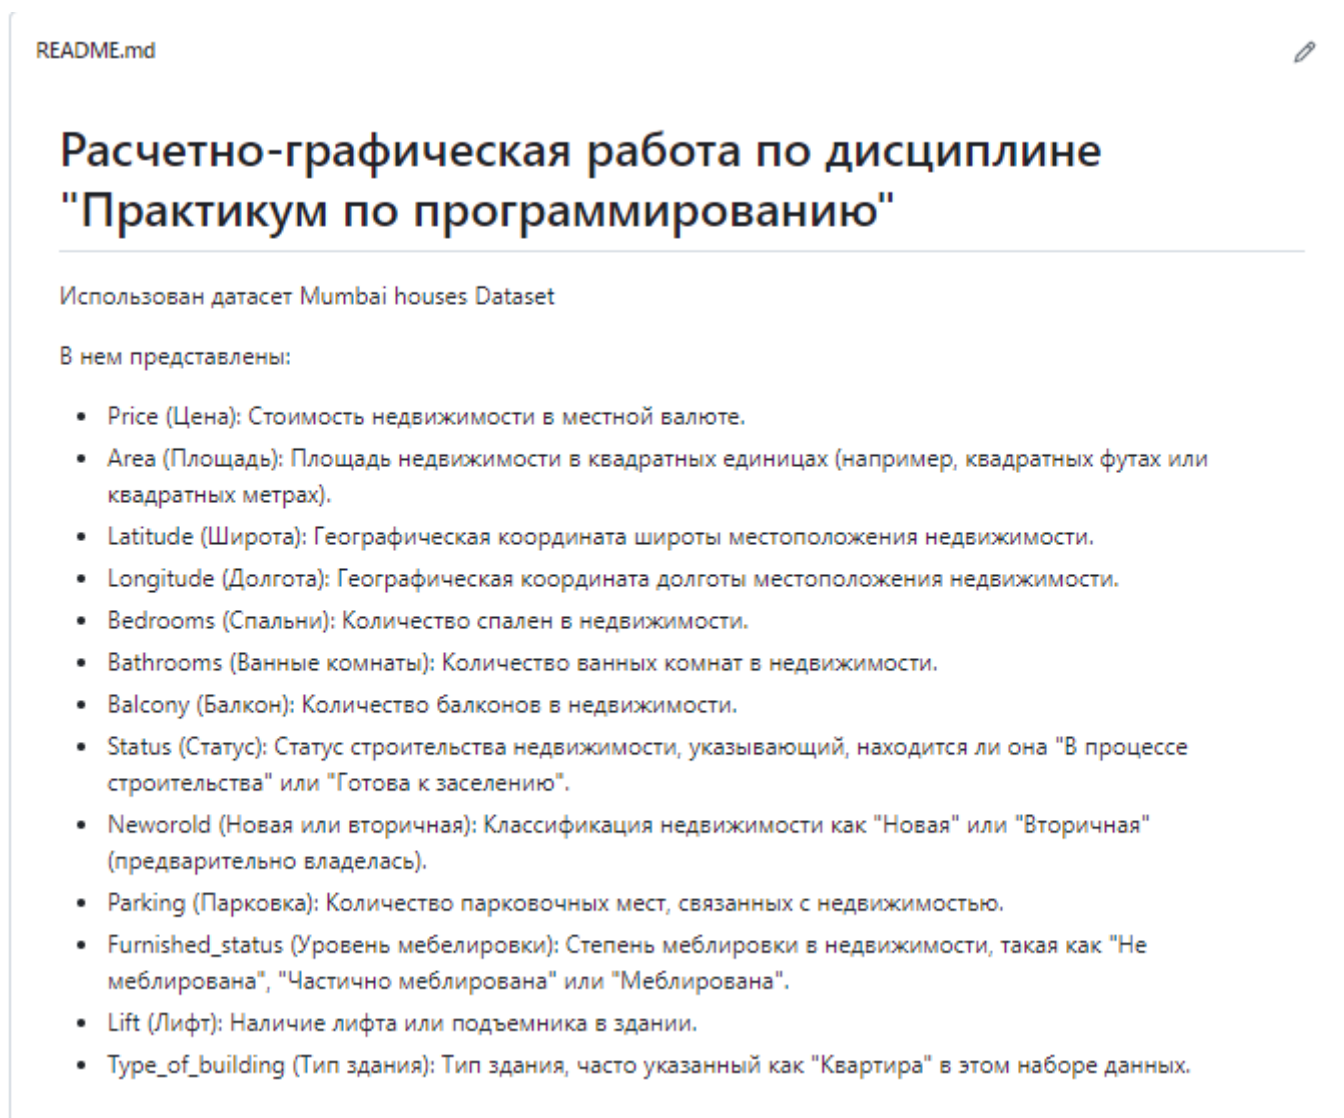 README.md
Расчетно-графическая работа по дисциплине
"Практикум по программированию"
Использован датасет Mumbai houses Dataset
В нем представлены:
• Price (Цена): Стоимость недвижимости в местной валюте.
• Area (Площадь): Площадь недвижимости в квадратных единицах (например, квадратных футах или
квадратных метрах).
• Latitude (Широта): Географическая координата широты местоположения недвижимости.
• Longitude (Долгота): Географическая координата долготы местоположения недвижимости.
• Bedrooms (Спальни): Количество спален в недвижимости.
• Bathrooms (Ванные комнаты): Количество ванных комнат в недвижимости.
• Balcony (Балкон): Количество балконов в недвижимости.
• Status (Статус): Статус строительства недвижимости, указывающий, находится ли она "В процессе
строительства" или "Готова к заселению".
• Neworold (Новая или вторичная): Классификация недвижимости как "Новая" или "Вторичная"
(предварительно владелась).
• Parking (Парковка): Количество парковочных мест, связанных с недвижимостью.
• Furnished_status (Уровень мебелировки): Степень меблировки в недвижимости, такая как "Не
меблирована", "Частично меблирована" или "Меблирована".
• Lift (Лифт): Наличие лифта или подъемника в здании.
• Type_of_building (Тип здания): Тип здания, часто указанный как "Квартира" в этом наборе данных.